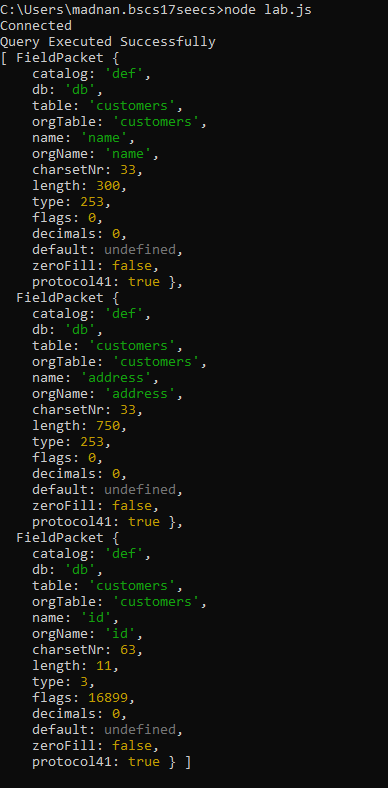 C:\Users\madnan.bscs17seecs>node lab.js
Connected
Query Executed Successfully
[ FieldPacket {
    catalog: 'def',
    db: 'db',
    table: 'customers',
    orgTable: 'customers',
    name: 'name',
    orgName: 'name',
    charsetNr: 33,
    length: 300,
    type: 253,
    flags: 0,
    decimals: 0,
    default: undefined,
    zeroFill: false,
    protocol41: true },
  FieldPacket {
    catalog: 'def',
    db: 'db',
    table: 'customers',
    orgTable: 'customers',
    name: 'address',
    orgName: 'address',
    charsetNr: 33,
    length: 750,
    type: 253,
    flags: 0,
    decimals: 0,
    default: undefined,
    zeroFill: false,
    protocol41: true },
  FieldPacket {
    catalog: 'def',
    db: 'db',
    table: 'customers',
    orgTable: 'customers',
    name: 'id',
    orgName: 'id',
    charsetNr: 63,
    length: 11,
    type: 3,
    flags: 16899,
    decimals: 0,
    default: undefined,
    zeroFill: false,
    protocol41: true } ]